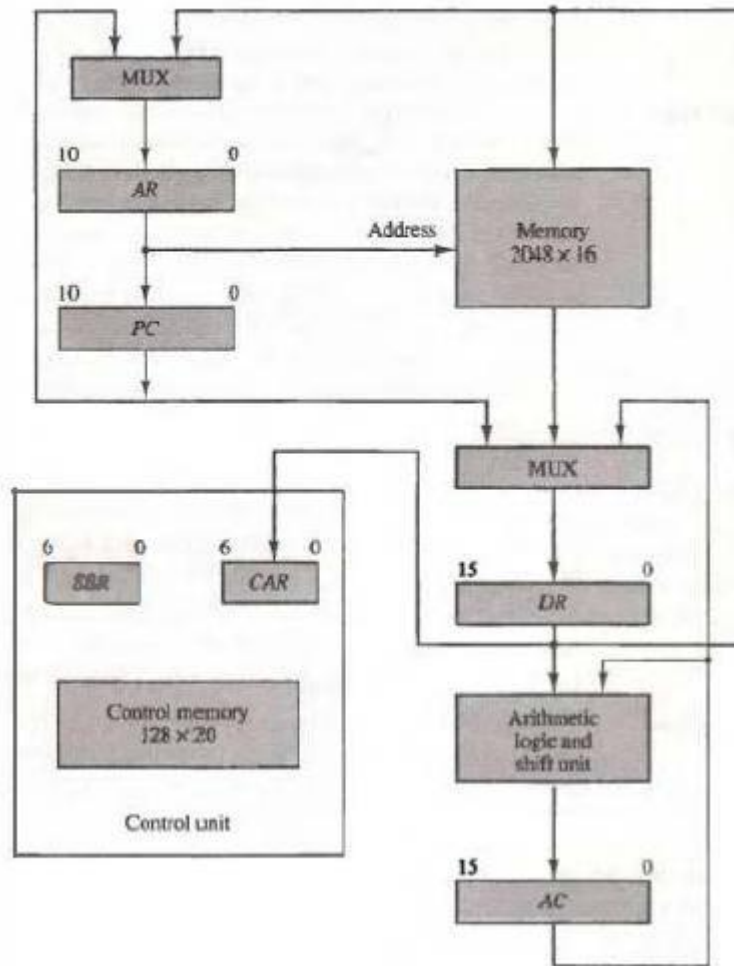 MUX
10 0
AR
Address
Memory
2048 × 16
10 0
PC
MUX
6 0 6 0
SBR CAR
15 0
DR
Control memory
128 × 20
Arithmetic
logic and
shift unit
Control unit
15 0
AC